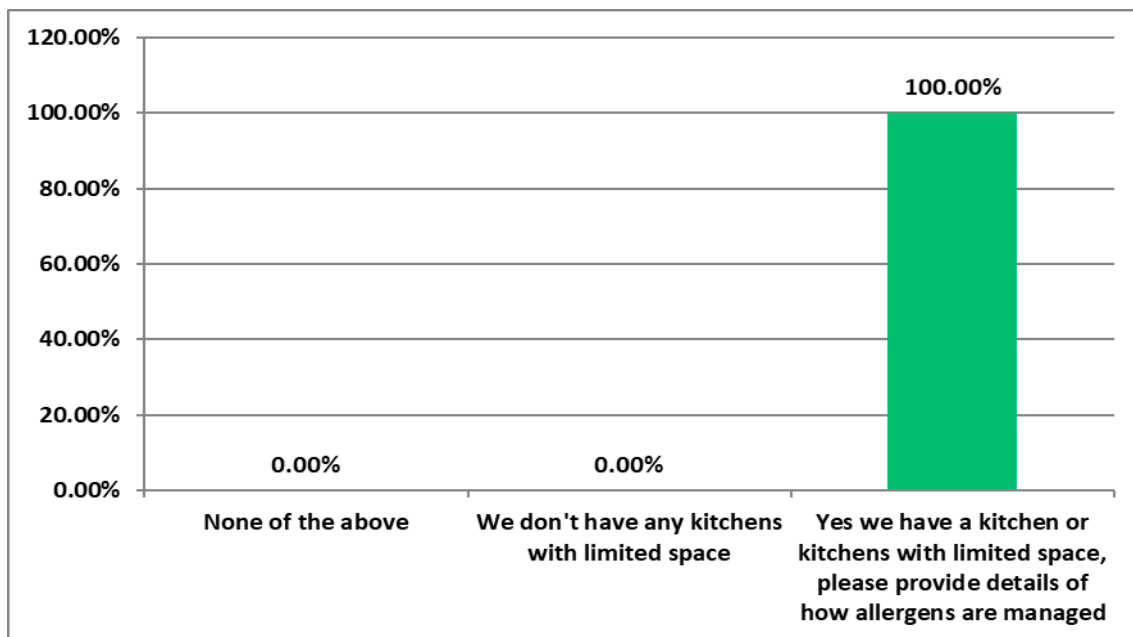 120.00%
100.00%
100.00%
80.00%
60.00%
40.00%
20.00%
0.00%
0.00%
0.00%
None of the above
We don't have any kitchens
with limited space
Yes we have a kitchen or
kitchens with limited space,
please provide details of
how allergens are managed